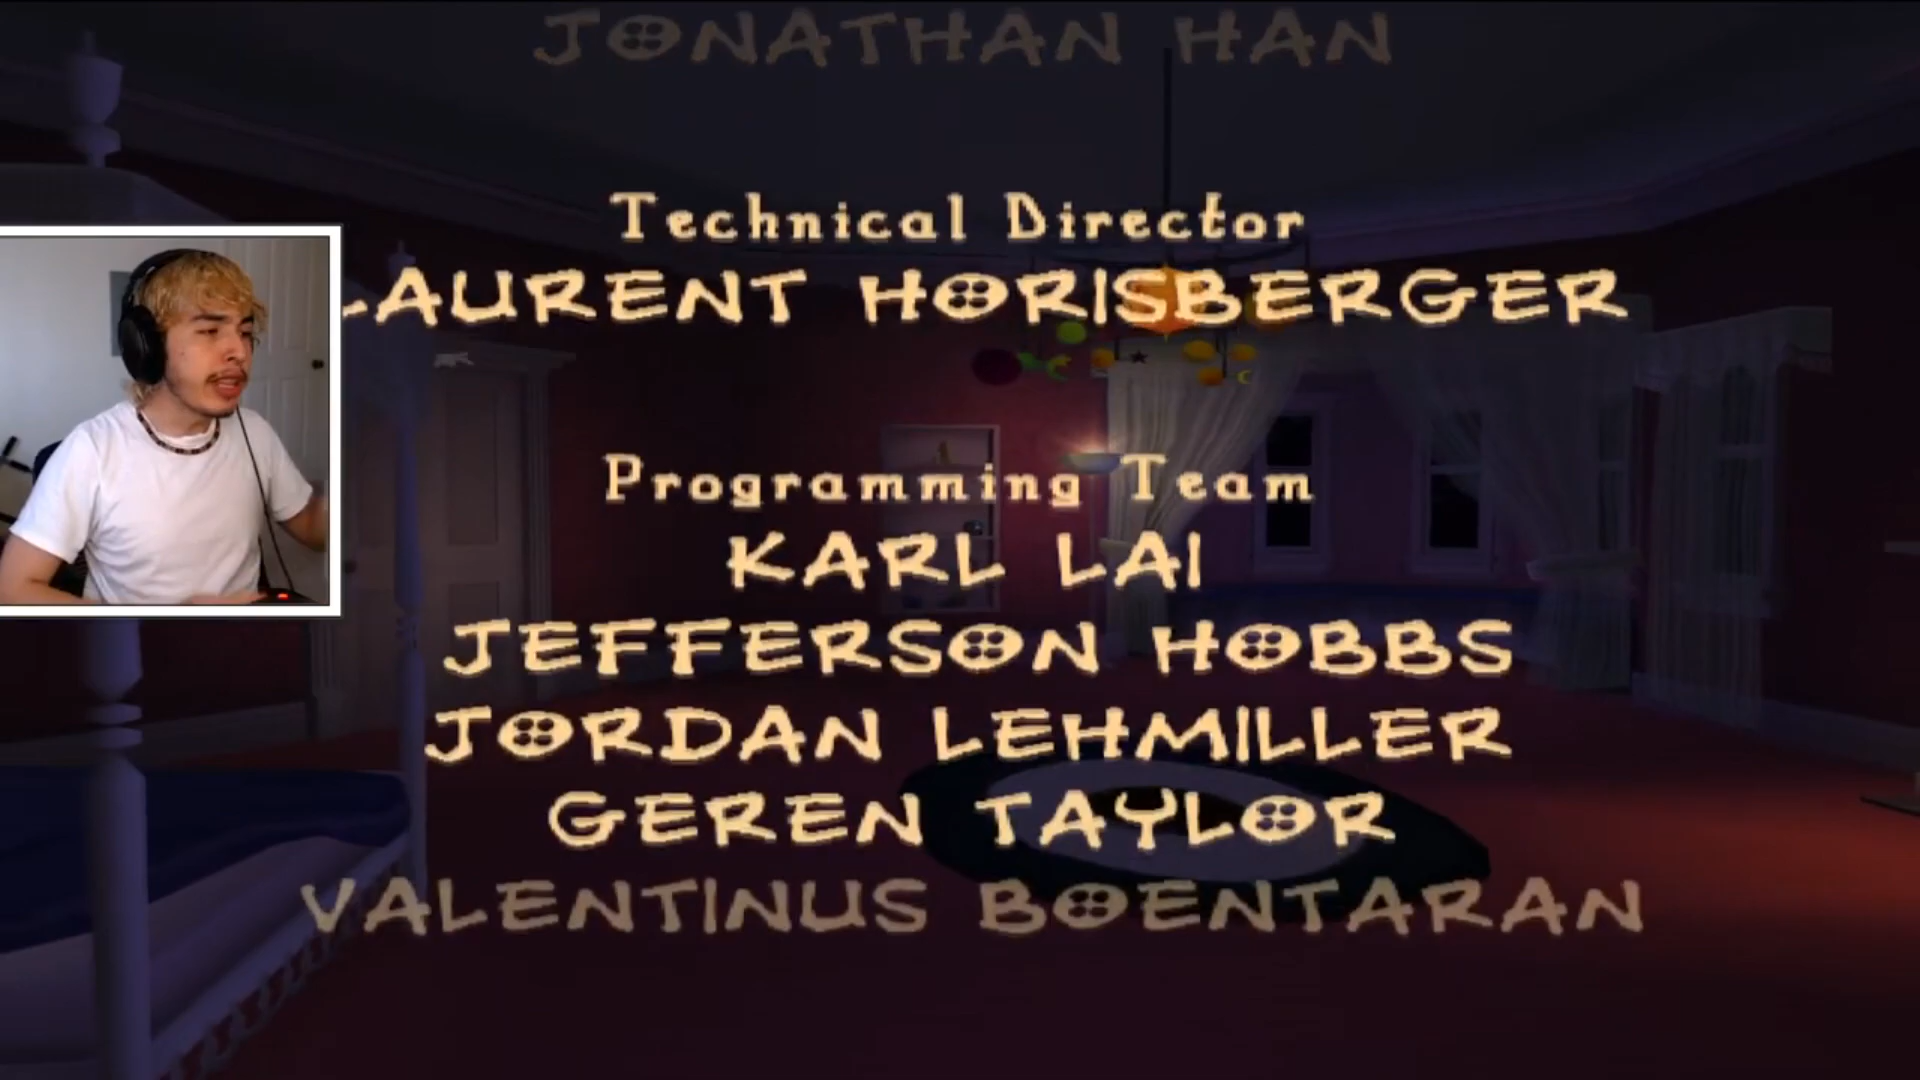 JONATHAN HAN
Technical Director
LAURENT HORISBERGER
Programming Team
KARL LAI
JEFFERSON HOBBS
JORDAN LEHMILLER
GEREN TAYLOR
VALENTINUS BOENTARAN